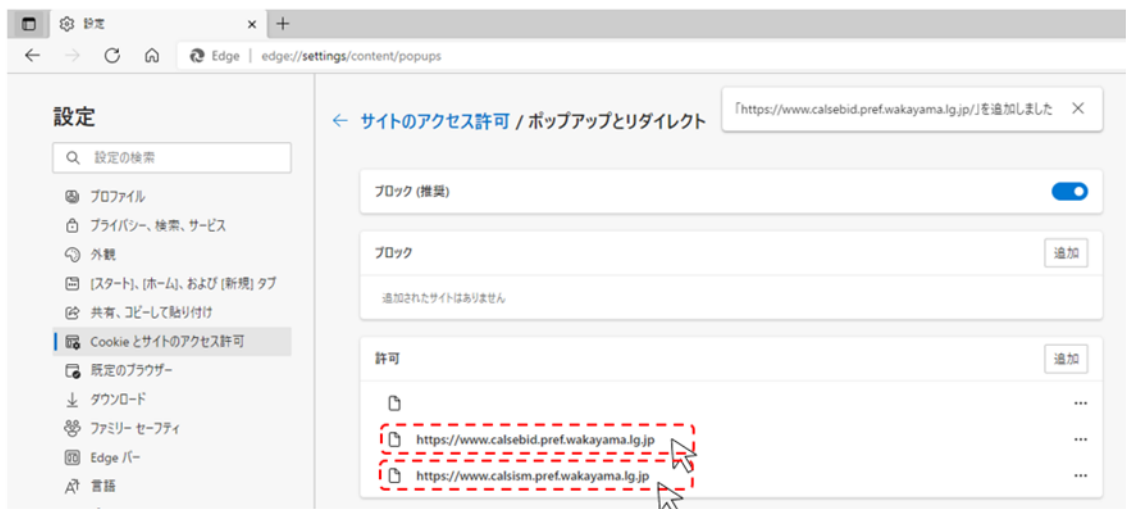 設定
Edge | edge://settings/content/popups
設定
← サイトのアクセス許可 / ポップアップとリダイレクト
「https://www.calsebid.pref.wakayama.lg.jp/」を追加しました
設定の検索
プロファイル
プライバシー、検索、サービス
外観
[スタート]、[ホーム]、および [新規] タブ
共有、コピーして貼り付け
Cookie とサイトのアクセス許可
既定のブラウザー
ダウンロード
ファミリー セーフティ
Edge バー
言語
ブロック (推奨)
ブロック
追加
追加されたサイトはありません
許可
追加
https://www.calsebid.pref.wakayama.lg.jp
https://www.calsism.pref.wakayama.lg.jp